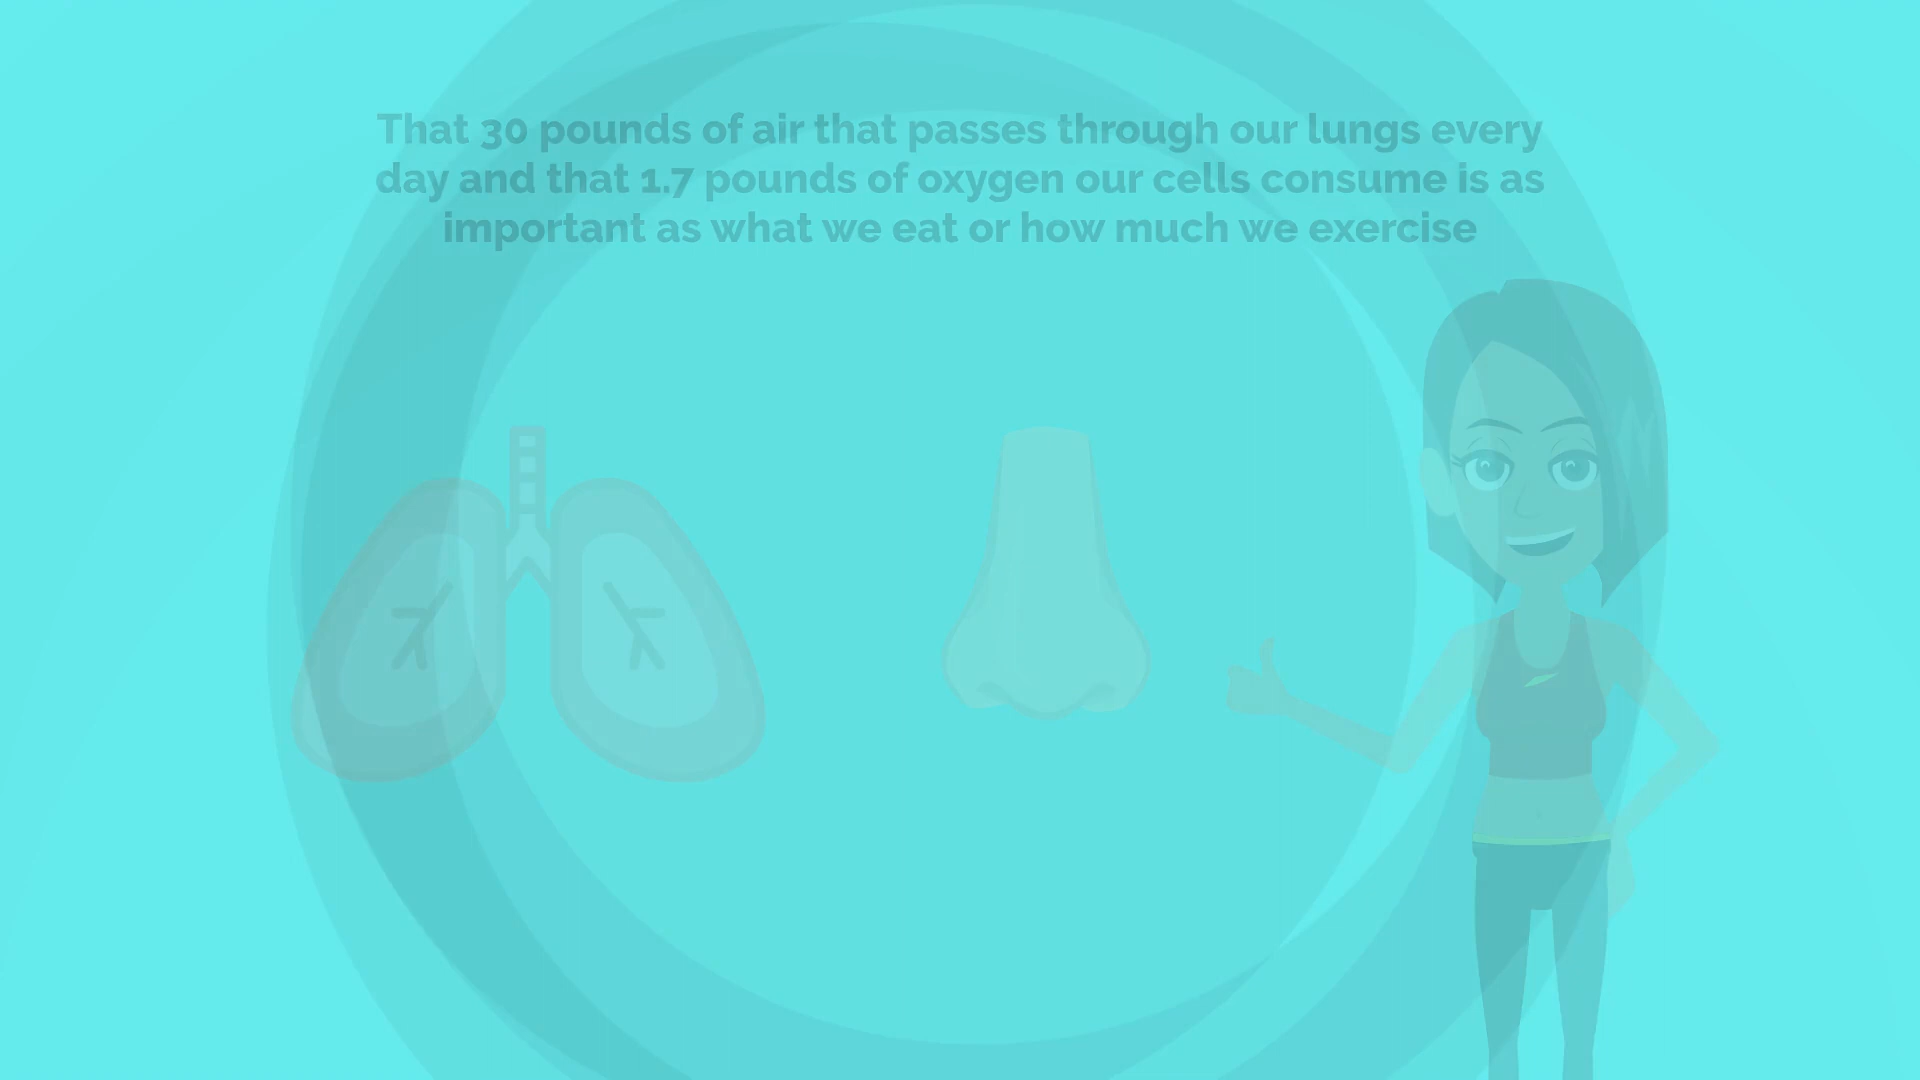 That 30 pounds of air that passes through our lungs every
day and that 1.7 pounds of oxygen our cells consume is as
important as what we eat or how much we exercise